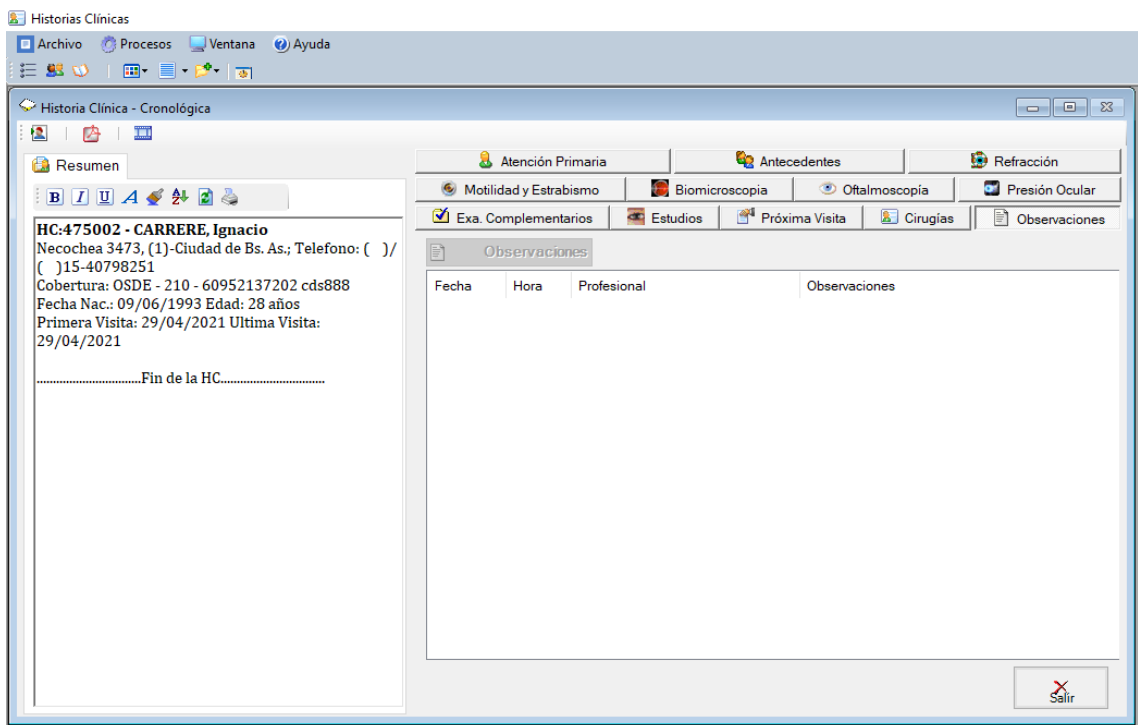 Historias Clínicas
Archivo Procesos Ventana Ayuda
Historia Clínica - Cronológica
Resumen
B I U A
HC:475002 - CARRERE, Ignacio
Necochea 3473, (1)-Ciudad de Bs. As.; Telefono: ( )/
( )15-40798251
Cobertura: OSDE - 210 - 60952137202 cds888
Fecha Nac.: 09/06/1993 Edad: 28 años
Primera Visita: 29/04/2021 Ultima Visita:
29/04/2021
................................Fin de la HC................................
Atención Primaria Antecedentes Refracción
Motilidad y Estrabismo Biomicroscopia Oftalmoscopía Presión Ocular
Exa. Complementarios Estudios Próxima Visita Cirugías Observaciones
Observaciones
Fecha Hora Profesional Observaciones
Salir